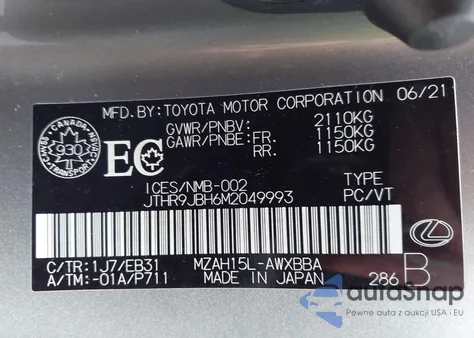 MFD.BY:TOYOTA MOTOR CORPORATION 06/21
GVWR/PNBV: 2110KG
GAWR/PNBE:FR. 1150KG
RR. 1150KG
CANADA
930
TRANSPORT
EC
ICES/NMB-002
TYPE
JTHR9JBH6M2049993
PC/VT
C/TR:1J7/EB31
MZAH15L-AWXBBA
A/TM:-01A/P711
MADE IN JAPAN
286 B
autoSnap
Pewne auta z aukcji USA i EU